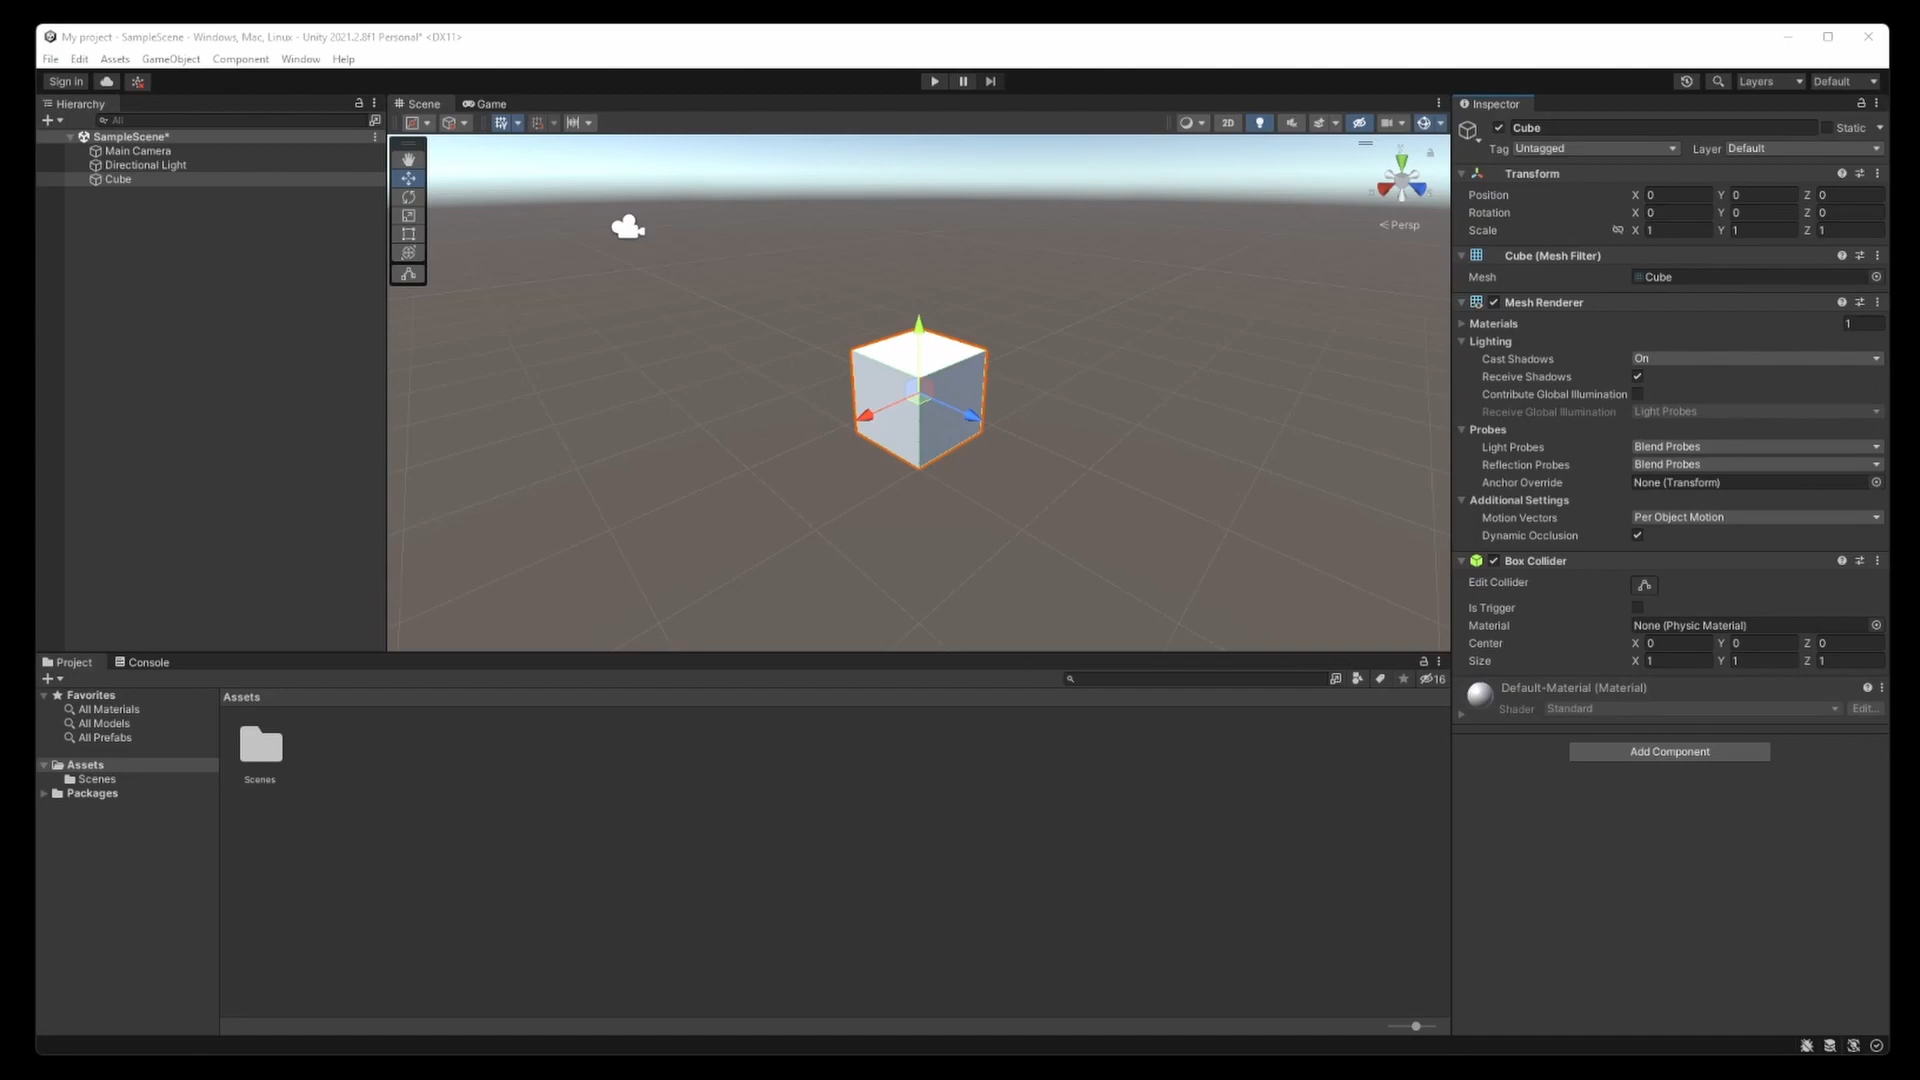 My project - SampleScene - Windows, Mac, Linux - Unity 2021.2.8f1 Personal* <DX11>
File Edit Assets GameObject Component Window Help
Sign in
Layers Default
Hierarchy
All
SampleScene*
Main Camera
Directional Light
Cube
Scene Game
2D
Persp
Inspector
Cube Static
Tag Untagged Layer Default
Transform
Position X 0 Y 0 Z 0
Rotation X 0 Y 0 Z 0
Scale X 1 Y 1 Z 1
Cube (Mesh Filter)
Mesh Cube
Mesh Renderer
Materials 1
Lighting
Cast Shadows On
Receive Shadows
Contribute Global Illumination
Receive Global Illumination Light Probes
Probes
Light Probes Blend Probes
Reflection Probes Blend Probes
Anchor Override None (Transform)
Additional Settings
Motion Vectors Per Object Motion
Dynamic Occlusion
Box Collider
Edit Collider
Is Trigger
Material None (Physic Material)
Center X 0 Y 0 Z 0
Size X 1 Y 1 Z 1
Default-Material (Material)
Shader Standard Edit...
Add Component
Project Console
16
Favorites
All Materials
All Models
All Prefabs
Assets
Scenes
Packages
Assets
Scenes